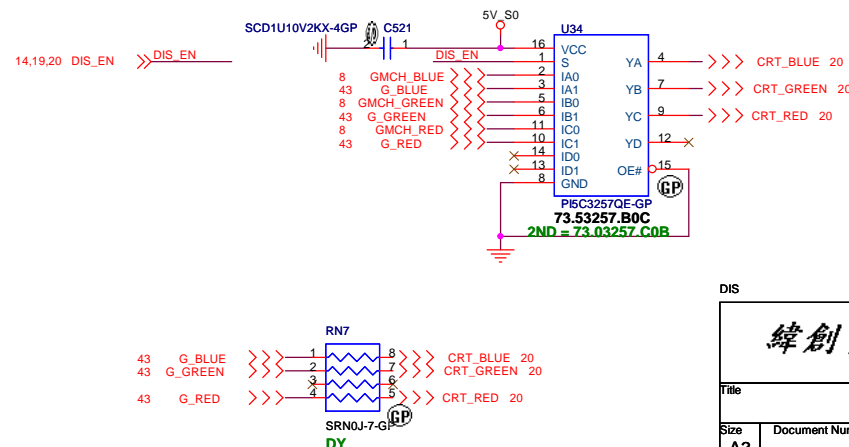 5V_S0
SCD1U10V2KX-4GP C521 U34
14,19,20 DIS_EN DIS_EN
2 1 DIS_EN
16 VCC
1 S YA 4 CRT_BLUE 20
8 GMCH_BLUE 2 IA0
43 G_BLUE 3 IA1 YB 7 CRT_GREEN 20
8 GMCH_GREEN 5 IB0
43 G_GREEN 6 IB1 YC 9 CRT_RED 20
8 GMCH_RED 11 IC0
43 G_RED 10 IC1 YD 12
14 ID0
13 ID1 OE# 15
8 GND
GP
PI5C3257QE-GP
73.53257.B0C
2ND = 73.03257.C0B
DIS
緯創
RN7
43 G_BLUE 1 8 CRT_BLUE 20
43 G_GREEN 2 7 CRT_GREEN 20
3 6
43 G_RED 4 5 CRT_RED 20
GP
SRN0J-7-GP
DY
Title
Size Document Num
A3